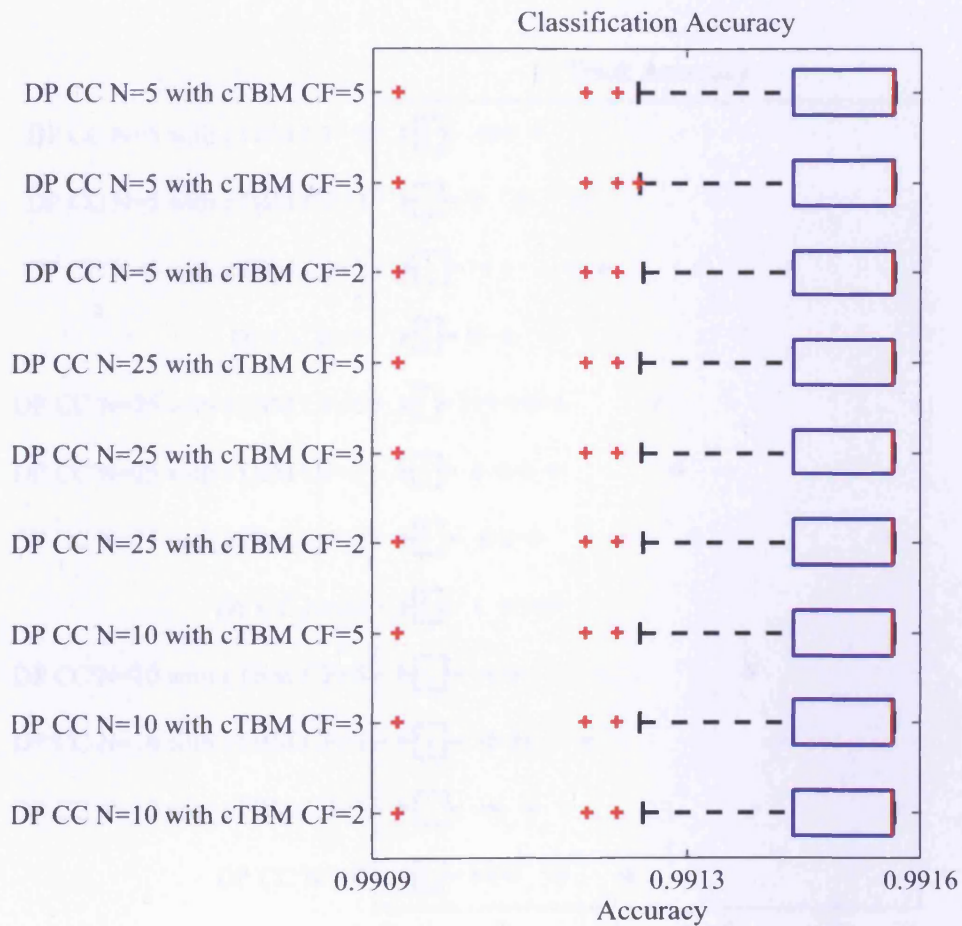 Classification Accuracy
DP CC N=5 with cTBM CF=5
DP CC N=5 with cTBM CF=3
DP CC N=5 with cTBM CF=2
DP CC N=25 with cTBM CF=5
DP CC N=25 with cTBM CF=3
DP CC N=25 with cTBM CF=2
DP CC N=10 with cTBM CF=5
DP CC N=10 with cTBM CF=3
DP CC N=10 with cTBM CF=2
0.9909 0.9913 0.9916
Accuracy